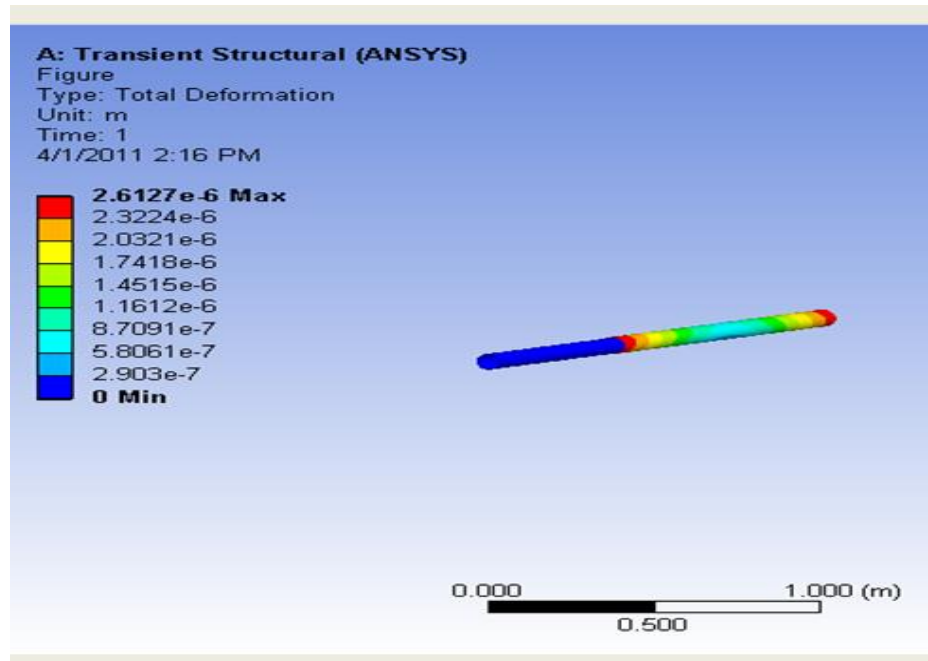 A: Transient Structural (ANSYS)
Figure
Type: Total Deformation
Unit: m
Time: 1
4/1/2011 2:16 PM
2.6127e-6 Max
2.3224e-6
2.0321e-6
1.7418e-6
1.4515e-6
1.1612e-6
8.7091e-7
5.8061e-7
2.903e-7
0 Min
0.000 1.000 (m)
0.500